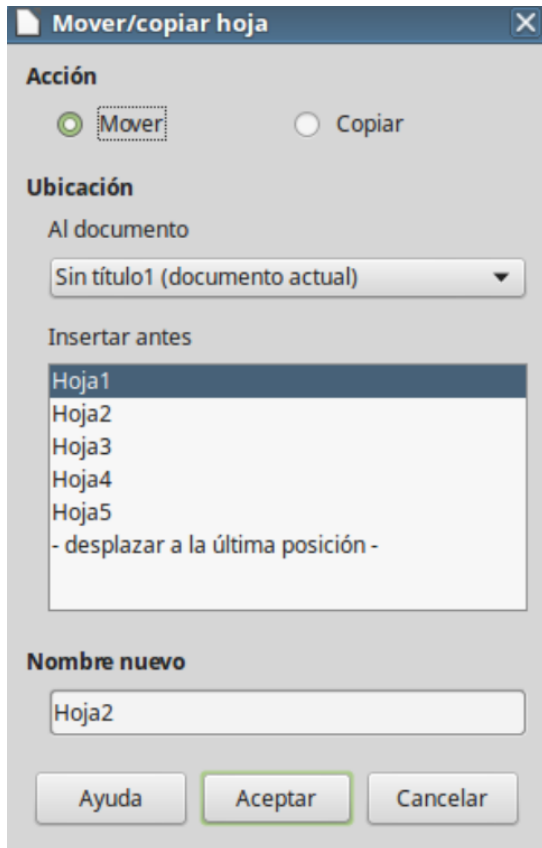 Mover/copiar hoja
Acción
Mover Copiar
Ubicación
Al documento
Sin título1 (documento actual)
Insertar antes
Hoja1
Hoja2
Hoja3
Hoja4
Hoja5
- desplazar a la última posición -
Nombre nuevo
Hoja2
Ayuda Aceptar Cancelar